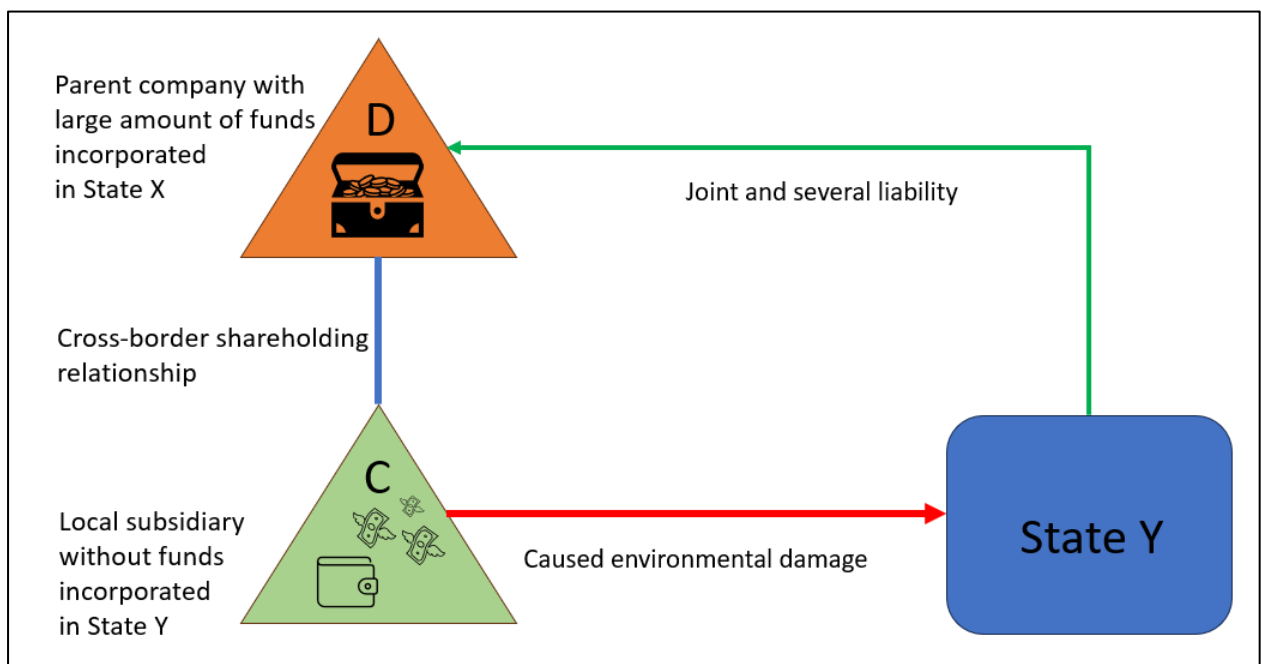 Parent company with
large amount of funds
incorporated
in State X
D
Joint and several liability
Cross-border shareholding
relationship
C
Local subsidiary
without funds
incorporated
in State Y
Caused environmental damage
State Y